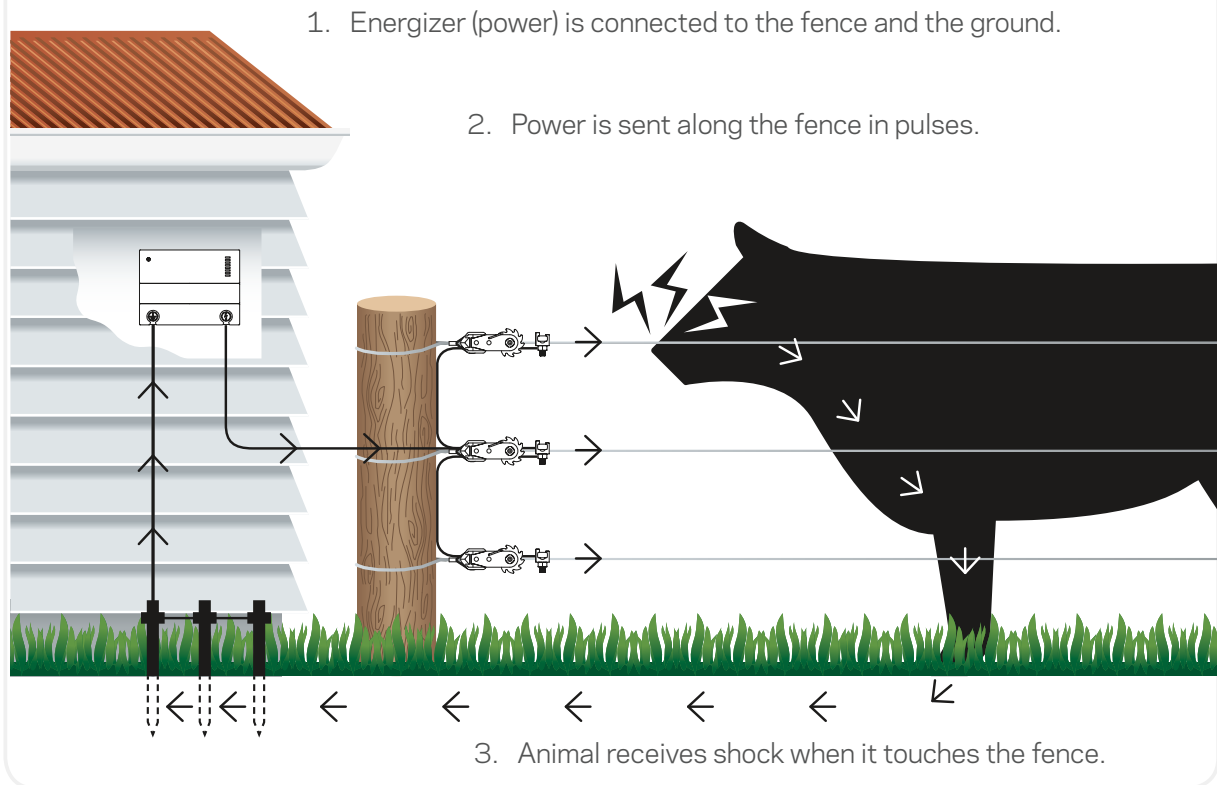 1. Energizer (power) is connected to the fence and the ground.
2. Power is sent along the fence in pulses.
3. Animal receives shock when it touches the fence.